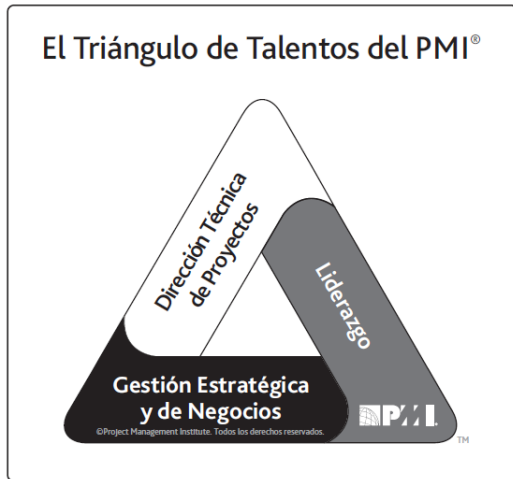 El Triángulo de Talentos del PMI®
Dirección Técnica
de Proyectos
Liderazgo
Gestión Estratégica
y de Negocios
©Project Management Institute. Todos los derechos reservados.
PMI.
TM